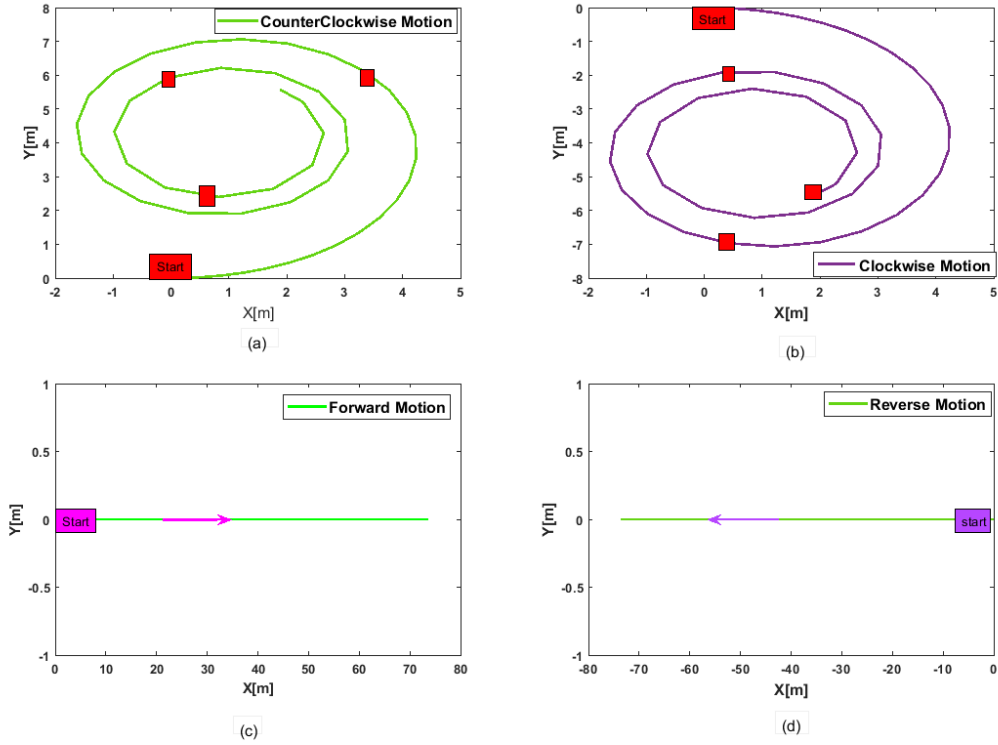 CounterClockwise Motion
8
7
6
5
4
3
2
1
0
Y[m]
Start
-2 -1 0 1 2 3 4 5
X[m]
(a)
0
-1
-2
-3
-4
-5
-6
-7
-8
Y[m]
Start
Clockwise Motion
-2 -1 0 1 2 3 4 5
X[m]
(b)
1
0.5
0
-0.5
-1
Y[m]
Forward Motion
Start
0 10 20 30 40 50 60 70 80
X[m]
(c)
1
0.5
0
-0.5
-1
Y[m]
Reverse Motion
start
-80 -70 -60 -50 -40 -30 -20 -10 0
X[m]
(d)